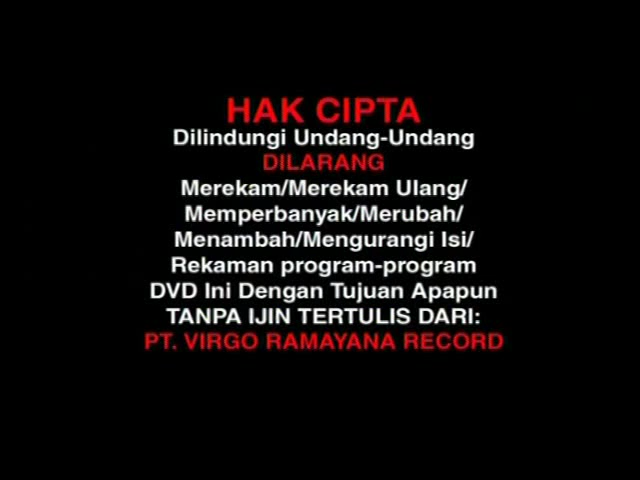 HAK CIPTA
Dilindungi Undang-Undang
DILARANG
Merekam/Merekam Ulang/
Memperbanyak/Merubah/
Menambah/Mengurangi Isi/
Rekaman program-program
DVD Ini Dengan Tujuan Apapun
TANPA IJIN TERTULIS DARI:
PT. VIRGO RAMAYANA RECORD